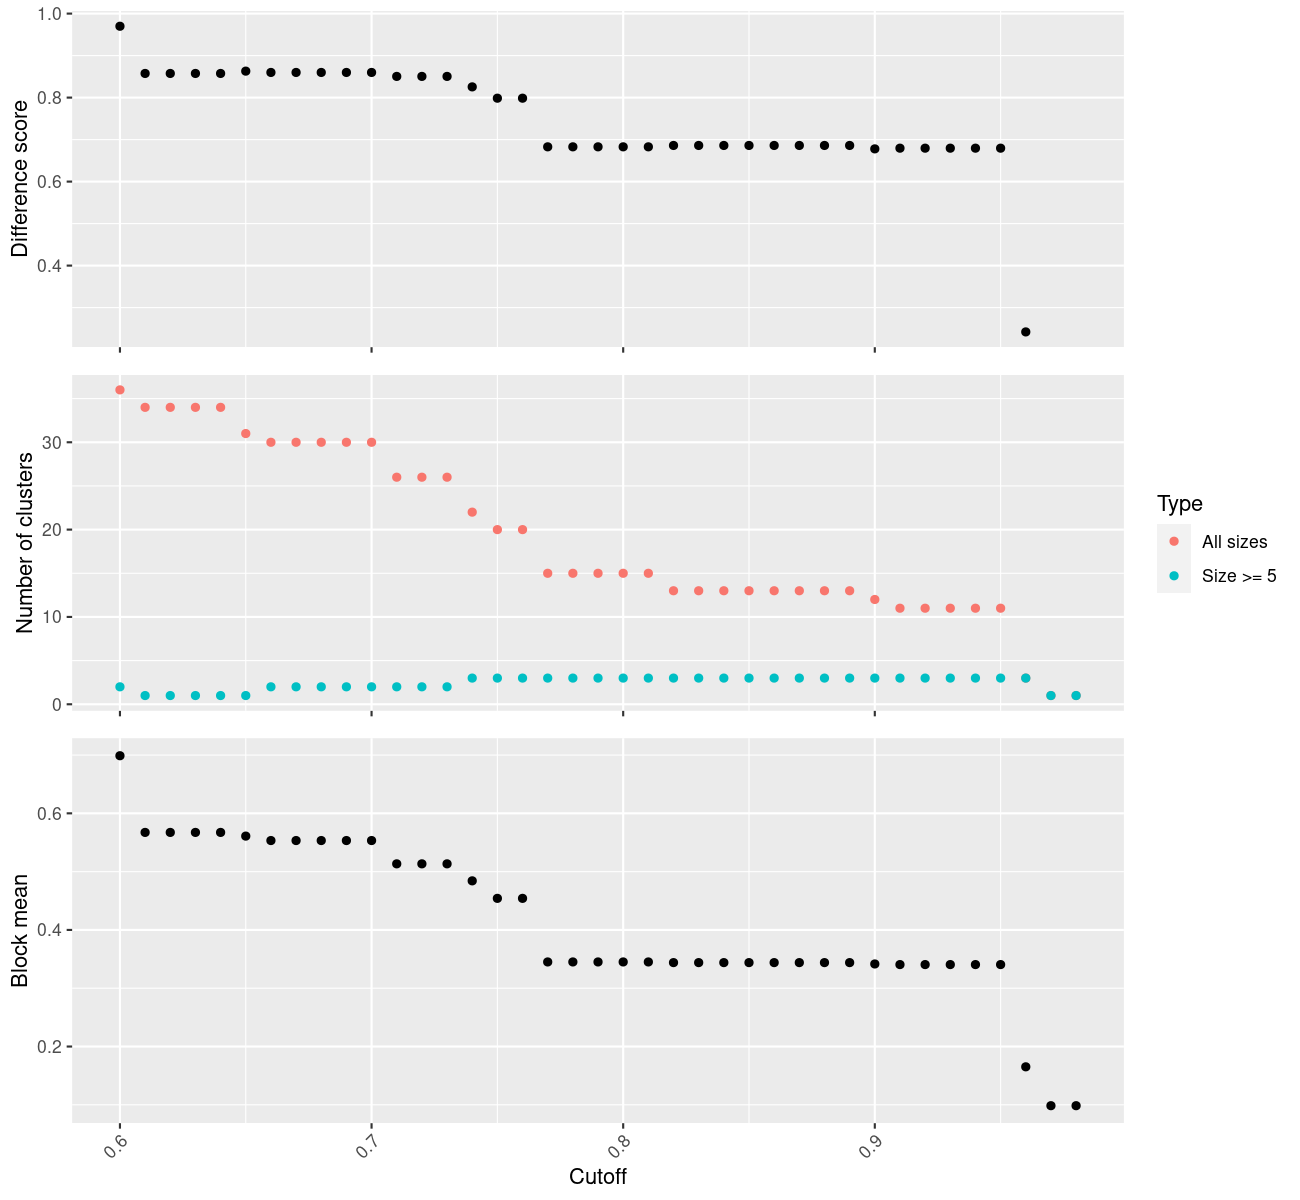 1.0
0.8
0.6
0.4
Difference score
30
20
10
0
Number of clusters
Type
All sizes
Size >= 5
0.6
0.4
0.2
Block mean
0.6
0.7
0.8
0.9
Cutoff